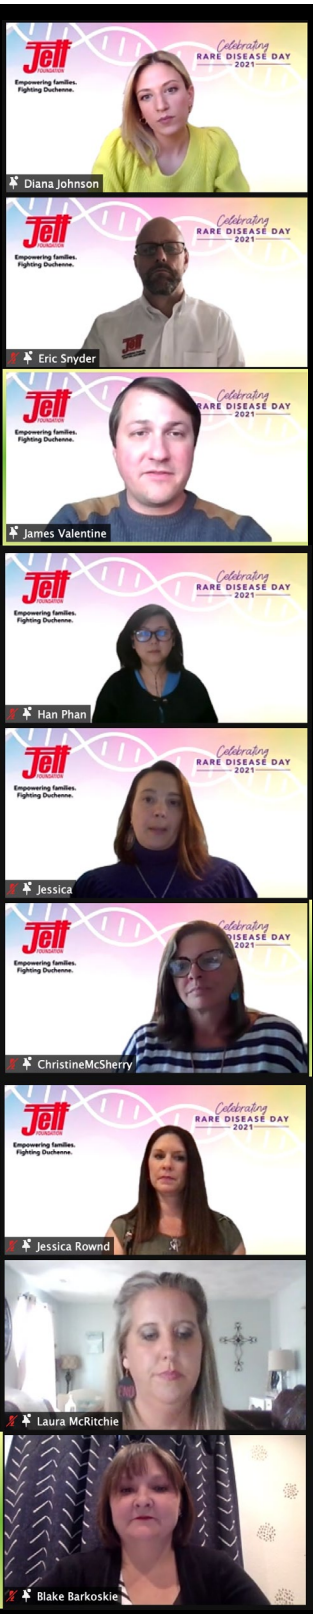 Jett
FOUNDATION
Empowering families.
Fighting Duchenne.
Celebrating
RARE DISEASE DAY
2021
Diana Johnson
Jett
FOUNDATION
Empowering families.
Fighting Duchenne.
Celebrating
RARE DISEASE DAY
2021
Jett
Eric Snyder
Jett
FOUNDATION
Empowering families.
Fighting Duchenne.
Celebrating
RARE DISEASE DAY
2021
James Valentine
Jett
FOUNDATION
Empowering families.
Fighting Duchenne.
Celebrating
RARE DISEASE DAY
2021
Han Phan
Jett
FOUNDATION
Empowering families.
Fighting Duchenne.
Celebrating
RARE DISEASE DAY
2021
Jessica
Jett
FOUNDATION
Empowering families.
Fighting Duchenne.
Celebrating
DISEASE DAY
2021
ChristineMcSherry
Jett
FOUNDATION
Empowering families.
Fighting Duchenne.
Celebrating
RARE DISEASE DAY
2021
Jessica Rownd
Laura McRitchie
Blake Barkoskie